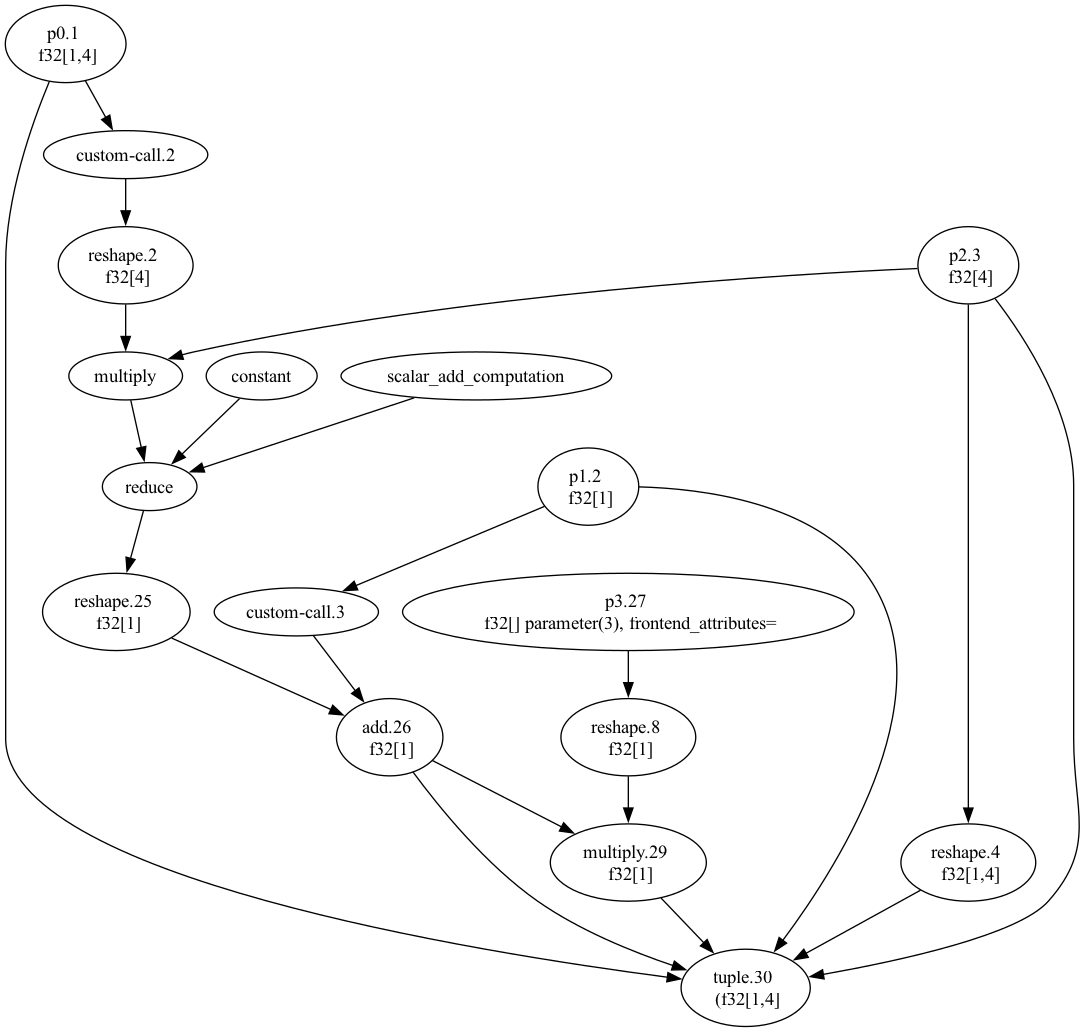 p0.1
f32[1,4]
custom-call.2
reshape.2
f32[4]
p2.3
f32[4]
multiply
constant
scalar_add_computation
reduce
p1.2
f32[1]
reshape.25
f32[1]
custom-call.3
p3.27
f32[] parameter(3), frontend_attributes=
add.26
f32[1]
reshape.8
f32[1]
multiply.29
f32[1]
reshape.4
f32[1,4]
tuple.30
(f32[1,4]